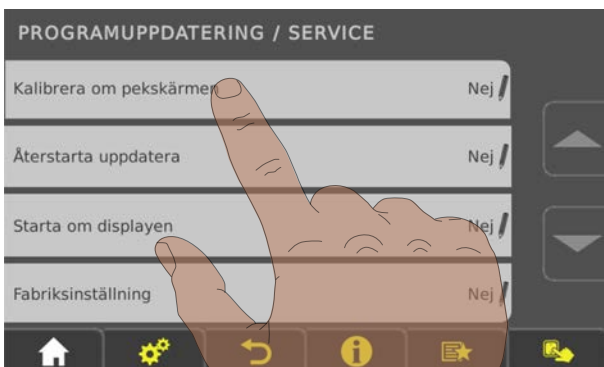 PROGRAMUPPDATERING / SERVICE
Kalibrera om pekskärmen Nej
Återstarta uppdatera Nej
Starta om displayen Nej
Fabriksinställning Nej